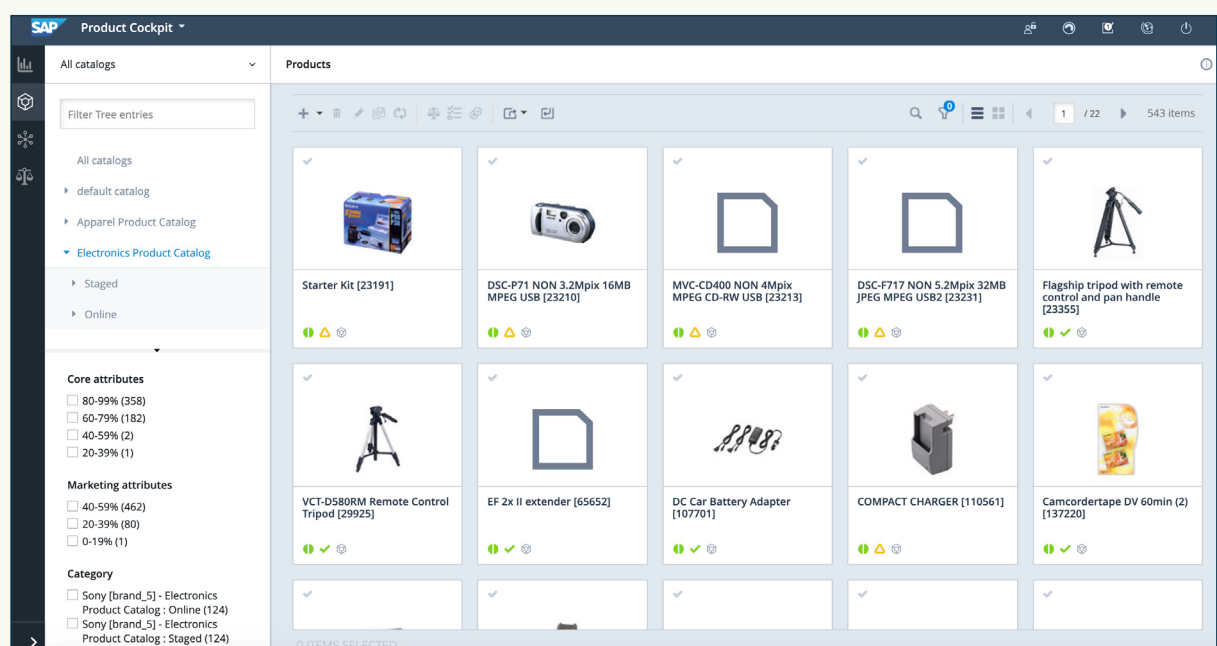 SAP Product Cockpit
All catalogs
Products
Filter Tree entries
0
1 / 22 543 items
All catalogs
default catalog
Apparel Product Catalog
Electronics Product Catalog
Staged
Online
Starter Kit [23191]
DSC-P71 NON 3.2Mpix 16MB
MPEG USB [23210]
MVC-CD400 NON 4Mpix
MPEG CD-RW USB [23213]
DSC-F717 NON 5.2Mpix 32MB
JPEG MPEG USB2 [23231]
Flagship tripod with remote
control and pan handle
[23355]
Core attributes
80-99% (358)
60-79% (182)
40-59% (2)
20-39% (1)
Marketing attributes
40-59% (462)
20-39% (80)
0-19% (1)
Category
Sony [brand_5] - Electronics
Product Catalog : Online (124)
Sony [brand_5] - Electronics
Product Catalog : Staged (124)
VCT-D580RM Remote Control
Tripod [29925]
EF 2x II extender [65652]
DC Car Battery Adapter
[107701]
COMPACT CHARGER [110561]
Camcordertape DV 60min (2)
[137220]
0 ITEMS SELECTED